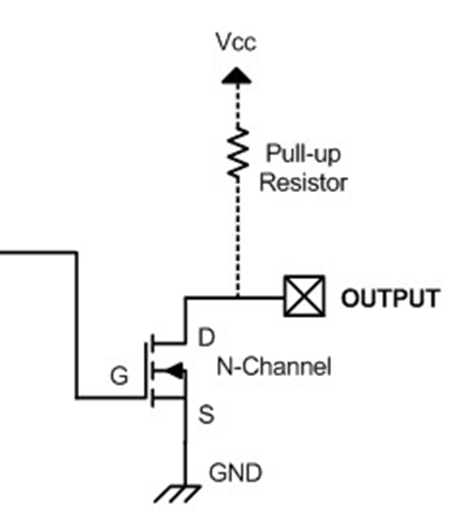 Vcc
Pull-up
Resistor
OUTPUT
D
G
N-Channel
S
GND